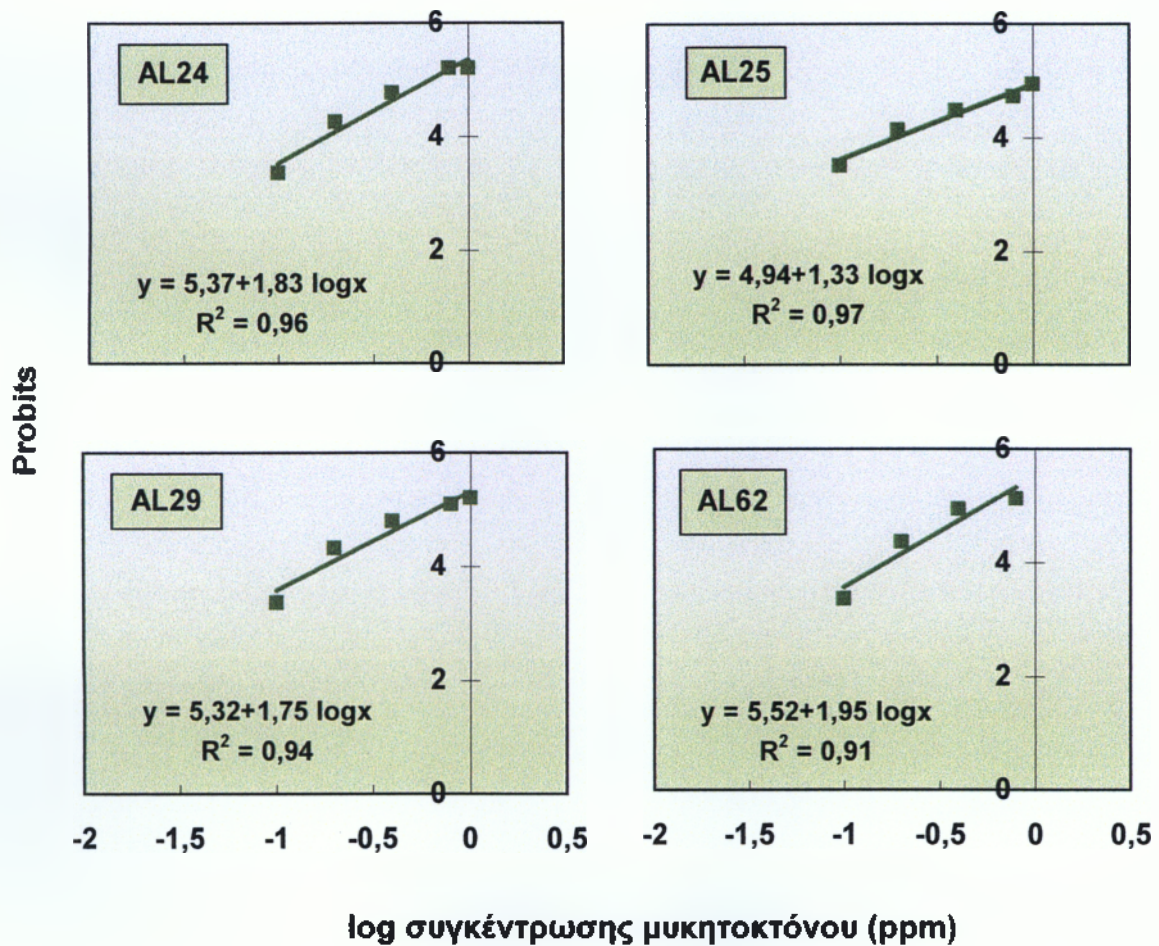 6
AL24
4
2
y = 5,37+1,83 logx
R² = 0,96
0
6
AL25
4
2
y = 4,94+1,33 logx
R² = 0,97
0
Probits
6
AL29
4
2
y = 5,32+1,75 logx
R² = 0,94
0
-2 -1,5 -1 -0,5 0 0,5
6
AL62
4
2
y = 5,52+1,95 logx
R² = 0,91
0
-2 -1,5 -1 -0,5 0 0,5
log συγκέντρωσης μυκητοκτόνου (ppm)